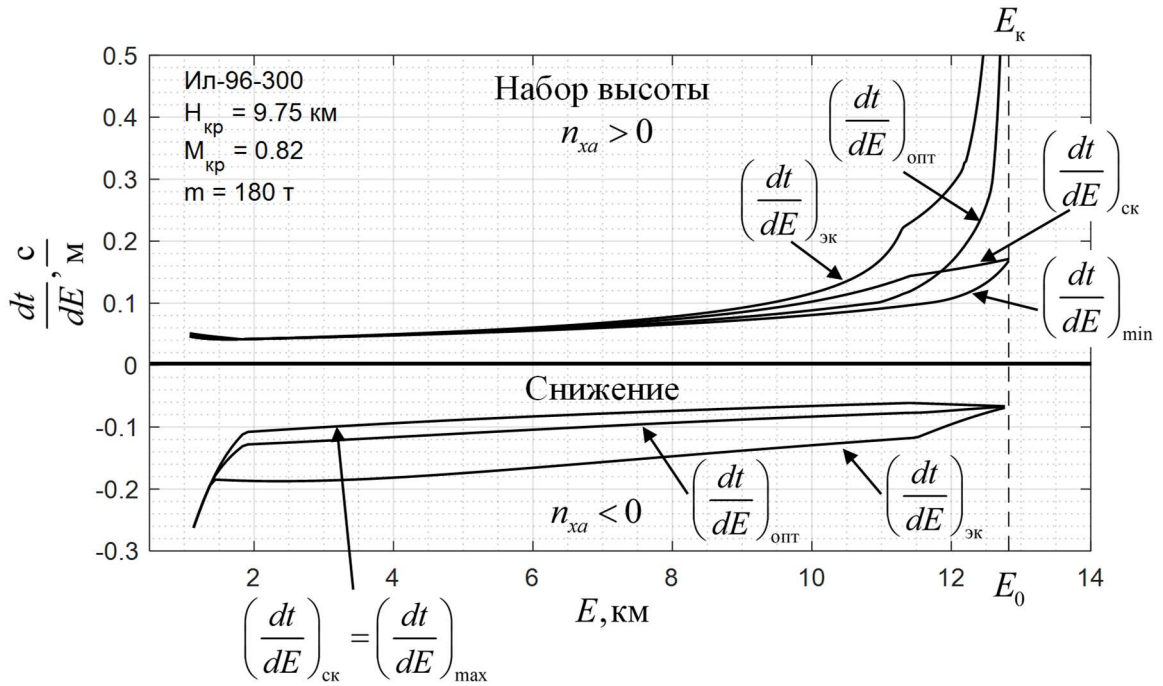 E_к
0.5
0.4
0.3
0.2
0.1
0
-0.1
-0.2
-0.3
Ил-96-300
H_кр = 9.75 км
M_кр = 0.82
m = 180 т
Набор высоты
n_xa > 0
(dt/dE)_опт
(dt/dE)_эк
(dt/dE)_ск
(dt/dE)_min
dt/dE, с/м
Снижение
n_xa < 0
(dt/dE)_опт
(dt/dE)_эк
2 4 6 8 10 12 14
E, км
E_0
(dt/dE)_ск = (dt/dE)_max